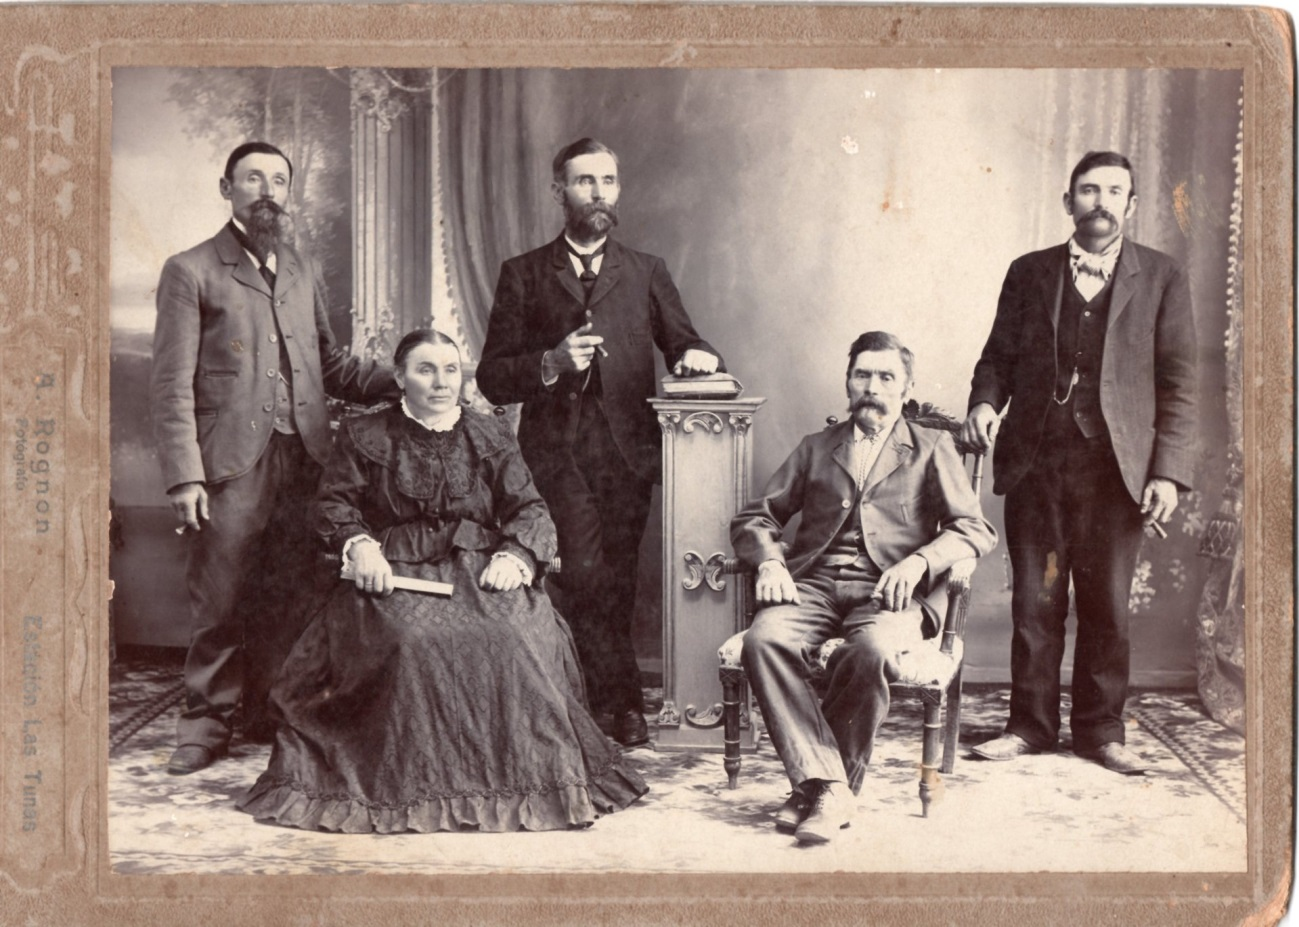 A. Rognon
Fotógrafo.
Estación Las Tunas